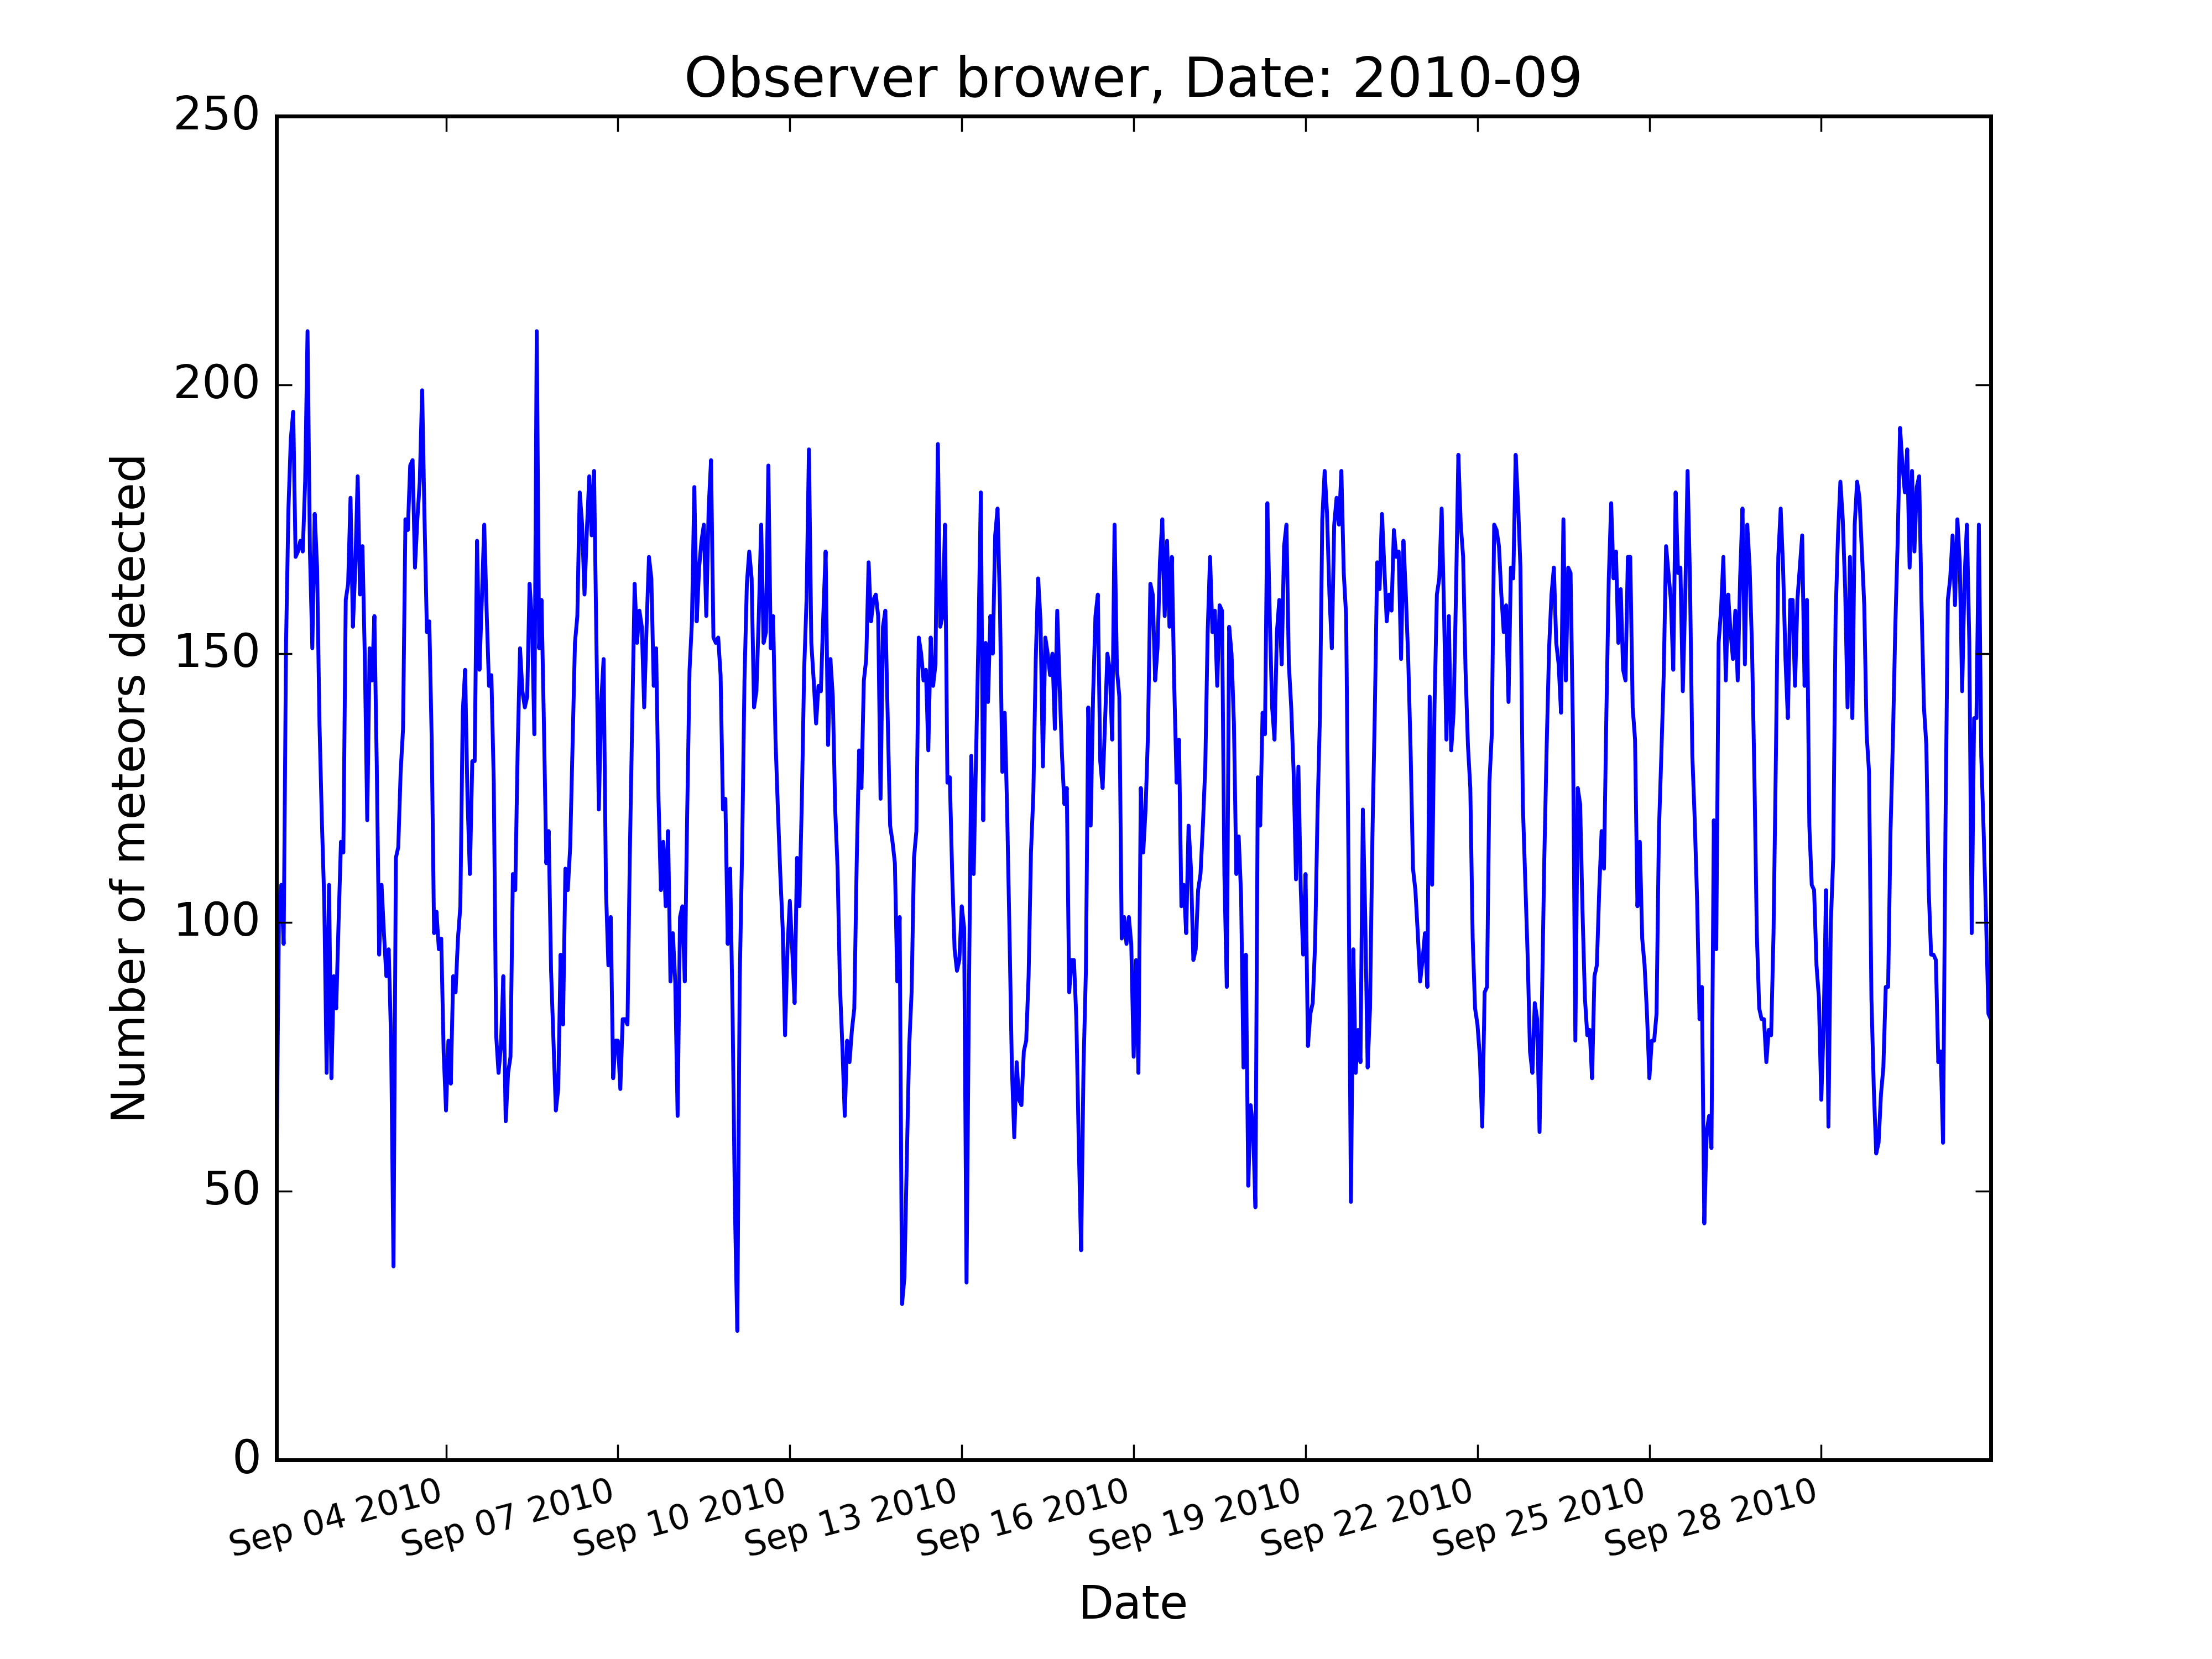 Observer brower, Date: 2010-09
250
200
150
100
50
0
Number of meteors detected
Sep 04 2010
Sep 07 2010
Sep 10 2010
Sep 13 2010
Sep 16 2010
Sep 19 2010
Sep 22 2010
Sep 25 2010
Sep 28 2010
Date